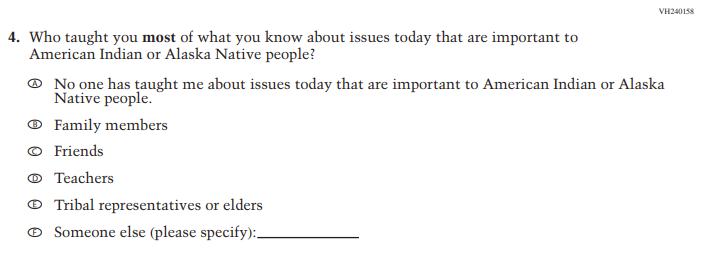 VH240158
4. Who taught you most of what you know about issues today that are important to
American Indian or Alaska Native people?
A No one has taught me about issues today that are important to American Indian or Alaska
Native people.
B Family members
C Friends
D Teachers
E Tribal representatives or elders
F Someone else (please specify):